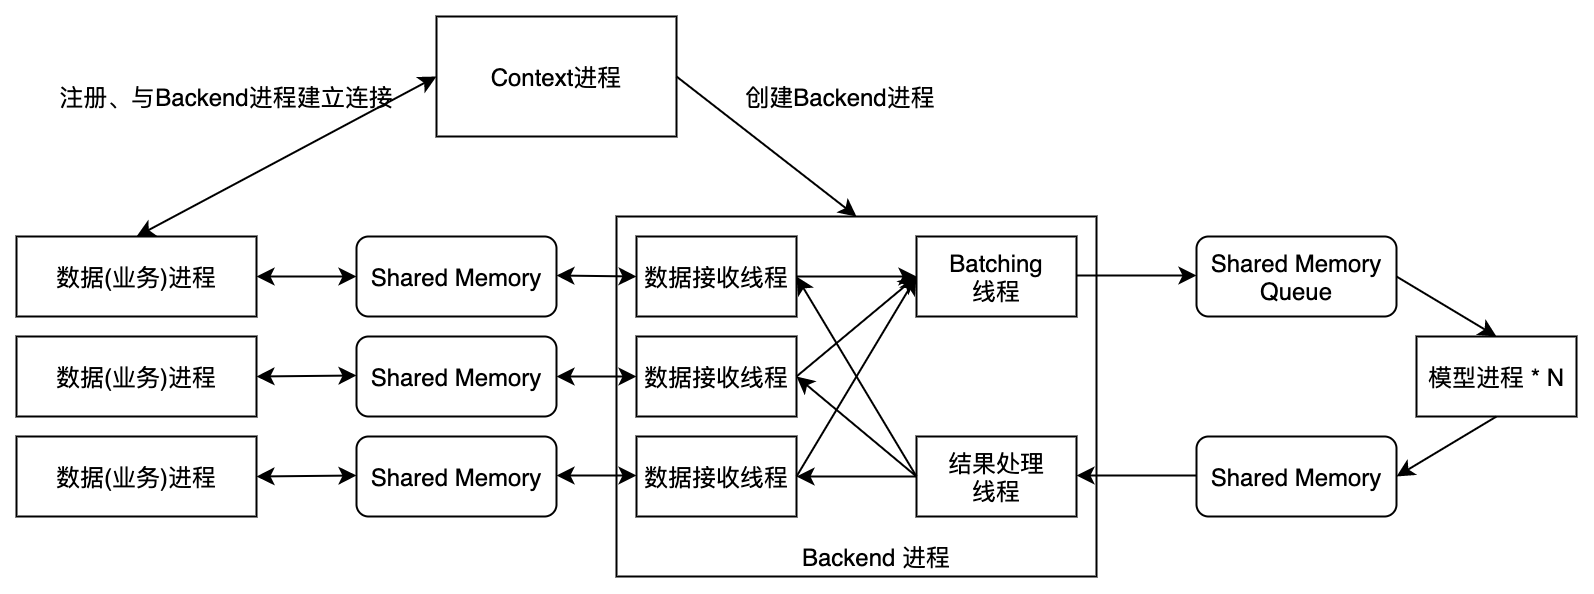 Context进程
注册、与Backend进程建立连接
创建Backend进程
数据(业务)进程
Shared Memory
数据接收线程
Batching
线程
Shared Memory
Queue
数据(业务)进程
Shared Memory
数据接收线程
模型进程 * N
数据(业务)进程
Shared Memory
数据接收线程
结果处理
线程
Shared Memory
Backend 进程